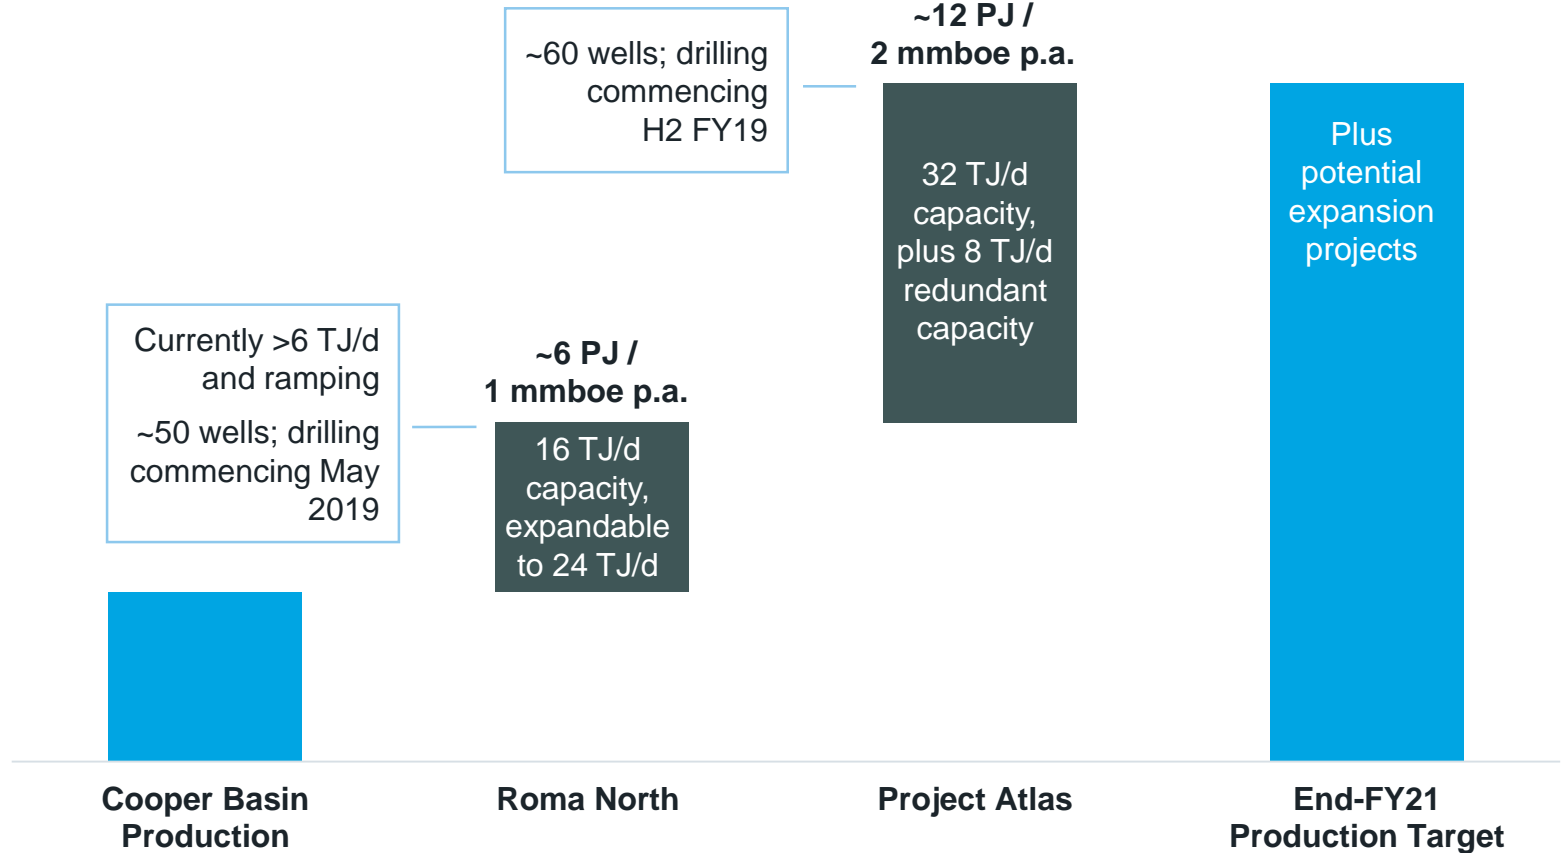 ~60 wells; drilling
commencing
H2 FY19
~12 PJ /
2 mmboe p.a.
32 TJ/d
capacity,
plus 8 TJ/d
redundant
capacity
Plus
potential
expansion
projects
Currently >6 TJ/d
and ramping
~50 wells; drilling
commencing May
2019
~6 PJ /
1 mmboe p.a.
16 TJ/d
capacity,
expandable
to 24 TJ/d
Cooper Basin
Production
Roma North
Project Atlas
End-FY21
Production Target